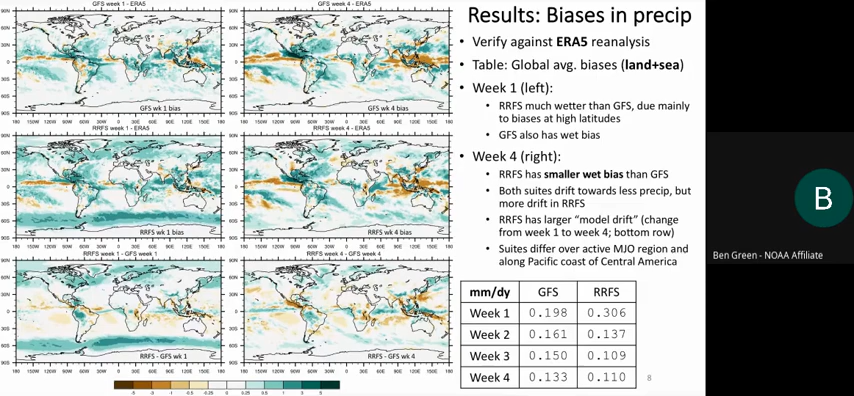 Results: Biases in precip
• Verify against ERA5 reanalysis
• Table: Global avg. biases (land+sea)
• Week 1 (left):
• RRFS much wetter than GFS, due mainly
to biases at high latitudes
• GFS also has wet bias
• Week 4 (right):
• RRFS has smaller wet bias than GFS
• Both suites drift towards less precip, but
more drift in RRFS
• RRFS has larger “model drift” (change
from week 1 to week 4; bottom row)
• Suites differ over active MJO region and
along Pacific coast of Central America
mm/dy GFS RRFS
Week 1 0.198 0.306
Week 2 0.161 0.137
Week 3 0.150 0.109
Week 4 0.133 0.110
8
GFS week 1 - ERA5
GFS wk 1 bias
GFS week 4 - ERA5
GFS wk 4 bias
RRFS week 1 - ERA5
RRFS wk 1 bias
RRFS week 4 - ERA5
RRFS wk 4 bias
RRFS week 1 - GFS week 1
RRFS - GFS wk 1
RRFS week 4 - GFS week 4
RRFS - GFS wk 4
B
Ben Green - NOAA Affiliate